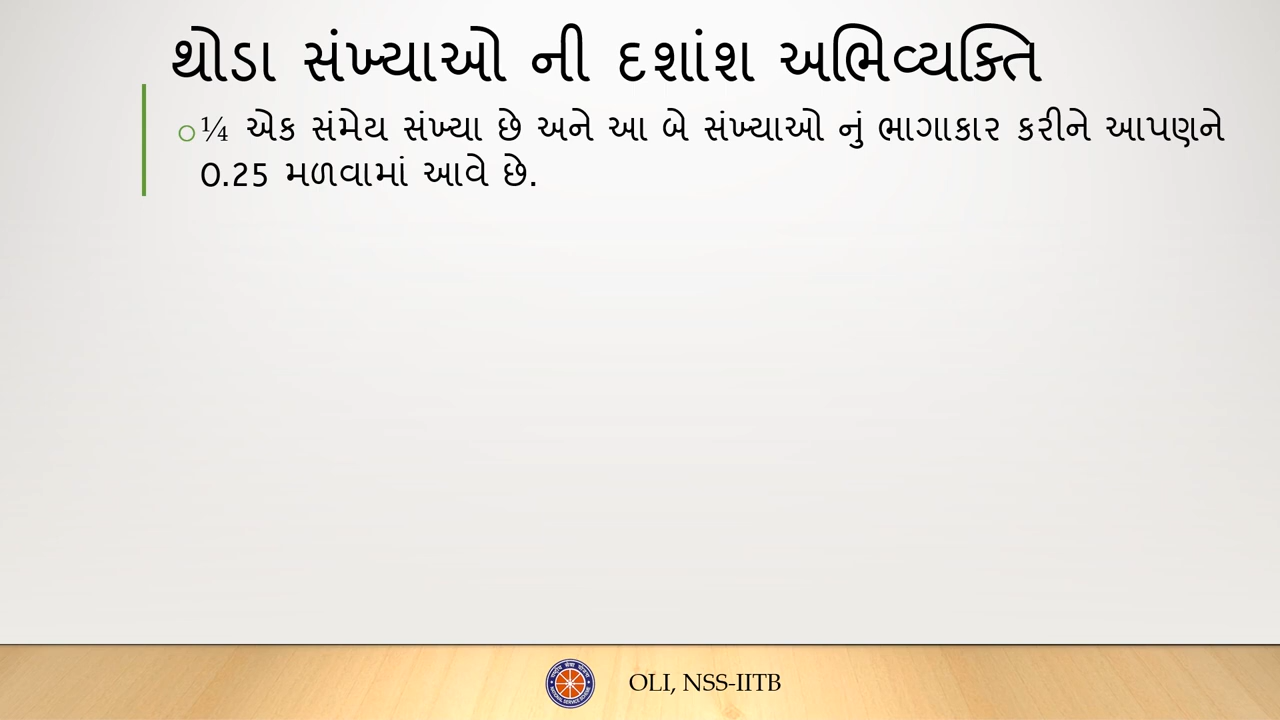 થોડા સંખ્યાઓ ની દશાંશ અભિવ્યક્તિ
¼ એક સંમેય સંખ્યા છે અને આ બે સંખ્યાઓ નું ભાગાકાર કરીને આપણને
0.25 મળવામાં આવે છે.
OLI, NSS-IITB